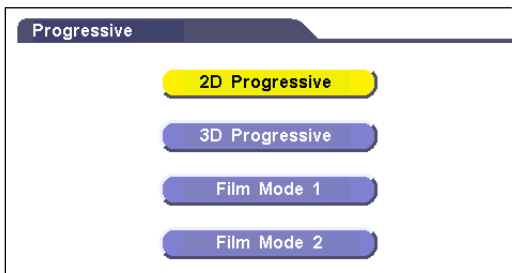 Progressive
2D Progressive
3D Progressive
Film Mode 1
Film Mode 2